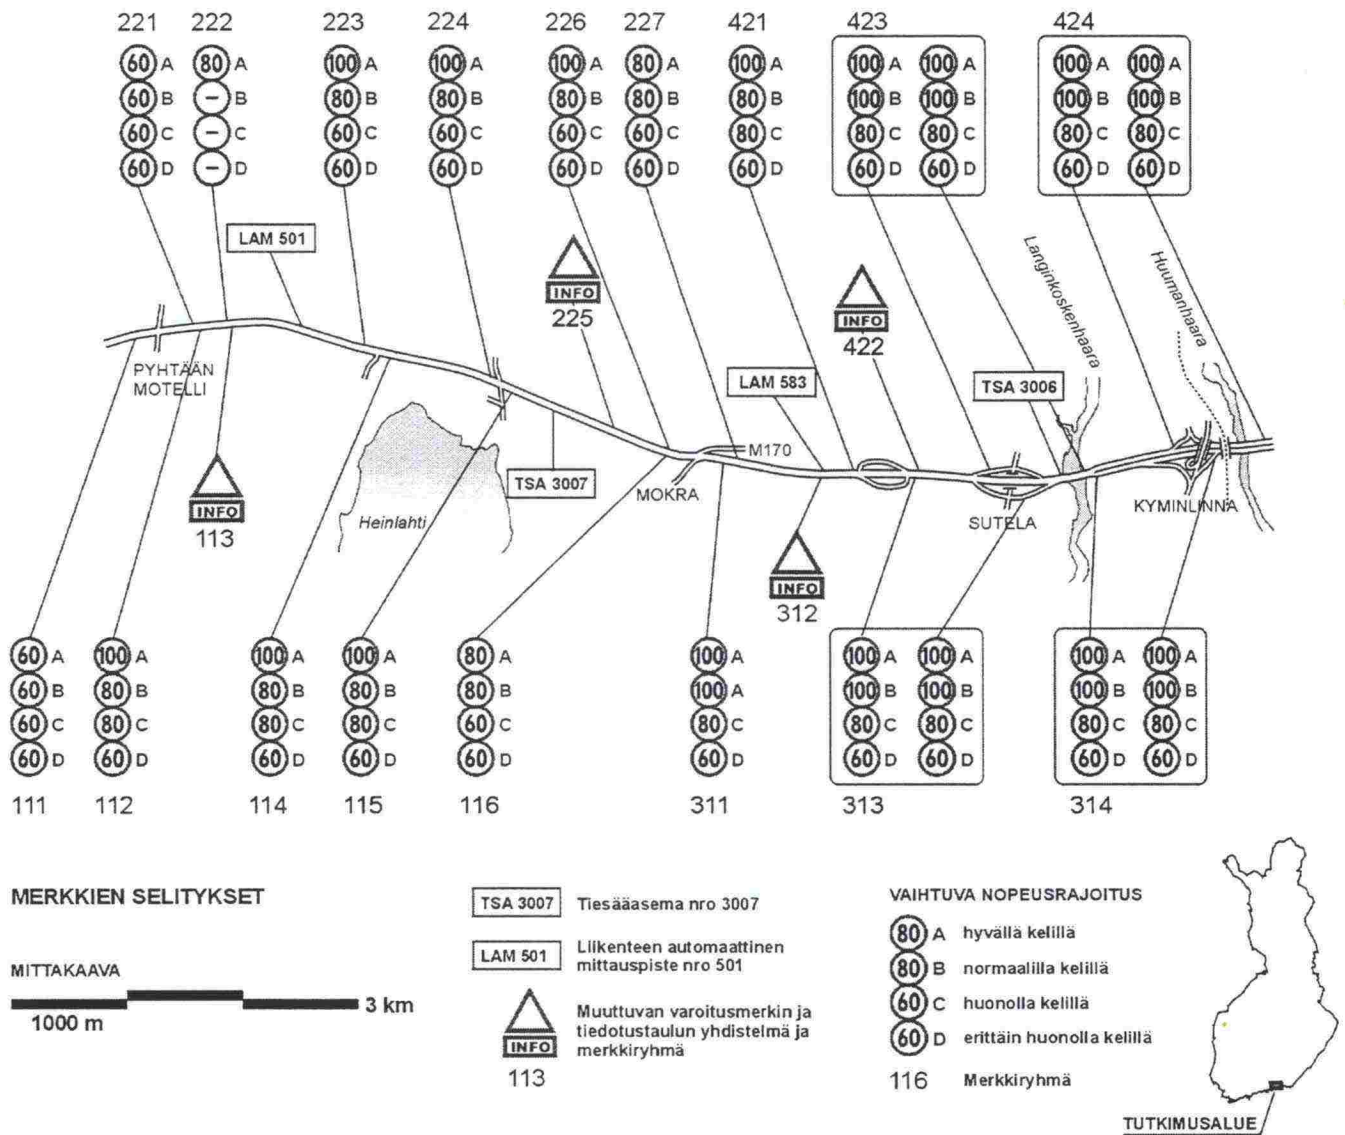 221 222 223 224 226 227 421 423 424
60 A 80 A 100 A 100 A 100 A 80 A 100 A 100 A 100 A 100 A 100 A
60 B – B 80 B 80 B 80 B 80 B 80 B 100 B 100 B 100 B 100 B
60 C – C 60 C 60 C 60 C 60 C 80 C 80 C 80 C 80 C 80 C
60 D – D 60 D 60 D 60 D 60 D 60 D 60 D 60 D 60 D 60 D
LAM 501
Langinkoskenhaara
Huumanhaara
INFO
225
INFO
422
PYHTÄÄN
MOTELLI
LAM 583
TSA 3006
M170
TSA 3007
MOKRA
SUTELA
KYMINLINNA
INFO
113
Heinlahti
INFO
312
60 A 100 A 100 A 100 A 80 A 100 A 100 A 100 A 100 A 100 A
60 B 80 B 80 B 80 B 80 B 100 A 100 B 100 B 100 B 100 B
60 C 80 C 80 C 80 C 60 C 80 C 80 C 80 C 80 C 80 C
60 D 60 D 60 D 60 D 60 D 60 D 60 D 60 D 60 D 60 D
111 112 114 115 116 311 313 314
MERKKIEN SELITYKSET
MITTAKAAVA
3 km
1000 m
TSA 3007 Tiesääasema nro 3007
LAM 501 Liikenteen automaattinen
mittauspiste nro 501
Muuttuvan varoitusmerkin ja
tiedotustaulun yhdistelmä ja
merkkiryhmä
INFO
113
VAIHTUVA NOPEUSRAJOITUS
80 A hyvällä kelillä
80 B normaalilla kelillä
60 C huonolla kelillä
60 D erittäin huonolla kelillä
116 Merkkiryhmä
TUTKIMUSALUE